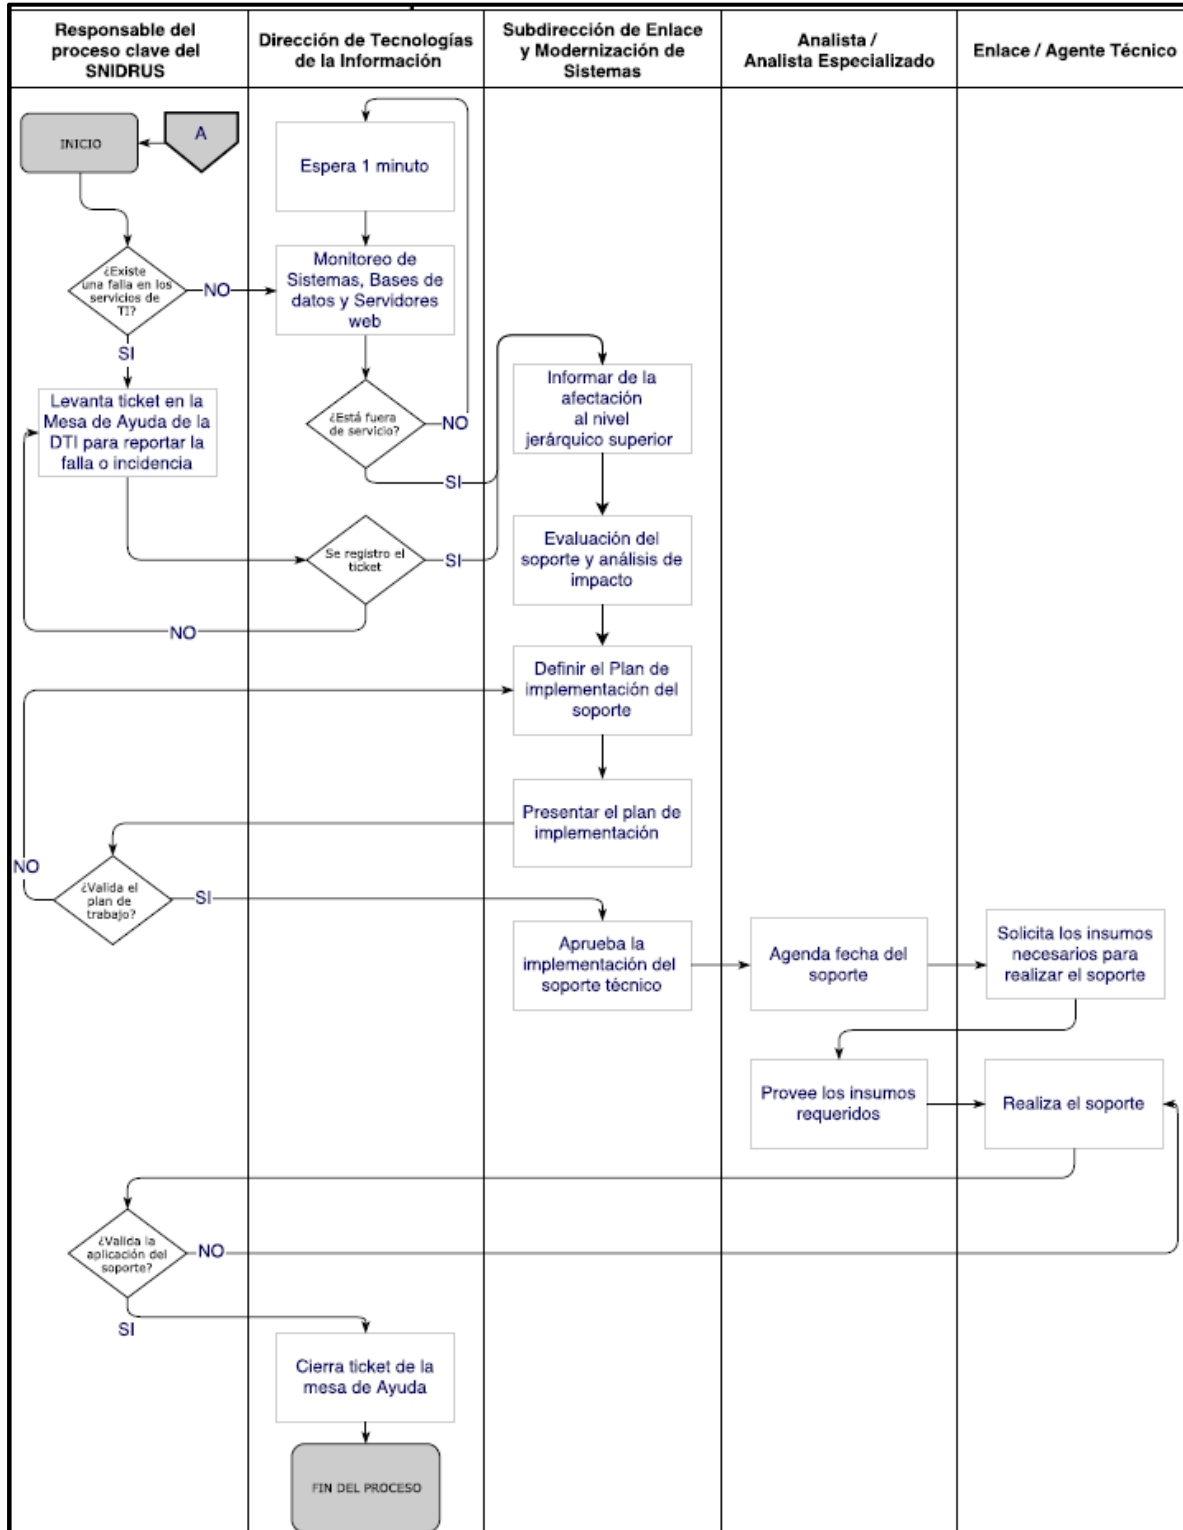 Responsable del
proceso clave del
SNIDRUS
Dirección de Tecnologías
de la Información
Subdirección de Enlace
y Modernización de
Sistemas
Analista /
Analista Especializado
Enlace / Agente Técnico
INICIO
A
Espera 1 minuto
¿Existe
una falla en los
servicios de
TI?
NO
Monitoreo de
Sistemas, Bases de
datos y Servidores
web
SI
Levanta ticket en la
Mesa de Ayuda de la
DTI para reportar la
falla o incidencia
¿Está fuera
de servicio?
NO
SI
Informar de la
afectación
al nivel
jerárquico superior
Se registro el
ticket
SI
NO
Evaluación del
soporte y análisis de
impacto
Definir el Plan de
implementación del
soporte
Presentar el plan de
implementación
NO
¿Valida el
plan de
trabajo?
SI
Aprueba la
implementación del
soporte técnico
Agenda fecha del
soporte
Solicita los insumos
necesarios para
realizar el soporte
Provee los insumos
requeridos
Realiza el soporte
¿Valida la
aplicación del
soporte?
NO
SI
Cierra ticket de la
mesa de Ayuda
FIN DEL PROCESO